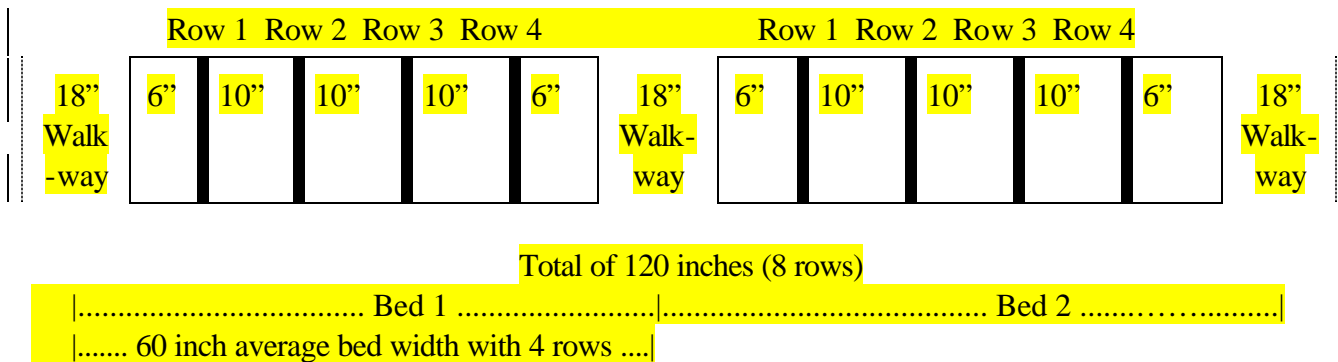 Row 1 Row 2 Row 3 Row 4 Row 1 Row 2 Row 3 Row 4
18” 6” 10” 10” 10” 6” 18” 6” 10” 10” 10” 6” 18”
Walk Walk- Walk-
-way way way
Total of 120 inches (8 rows)
|................................... Bed 1 ........................|....................................... Bed 2 .......……..........|
|....... 60 inch average bed width with 4 rows ....|